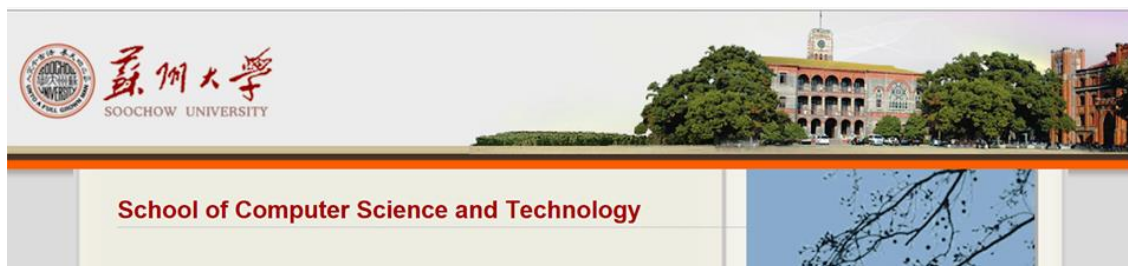 蘇州大學
SOOCHOW UNIVERSITY
School of Computer Science and Technology